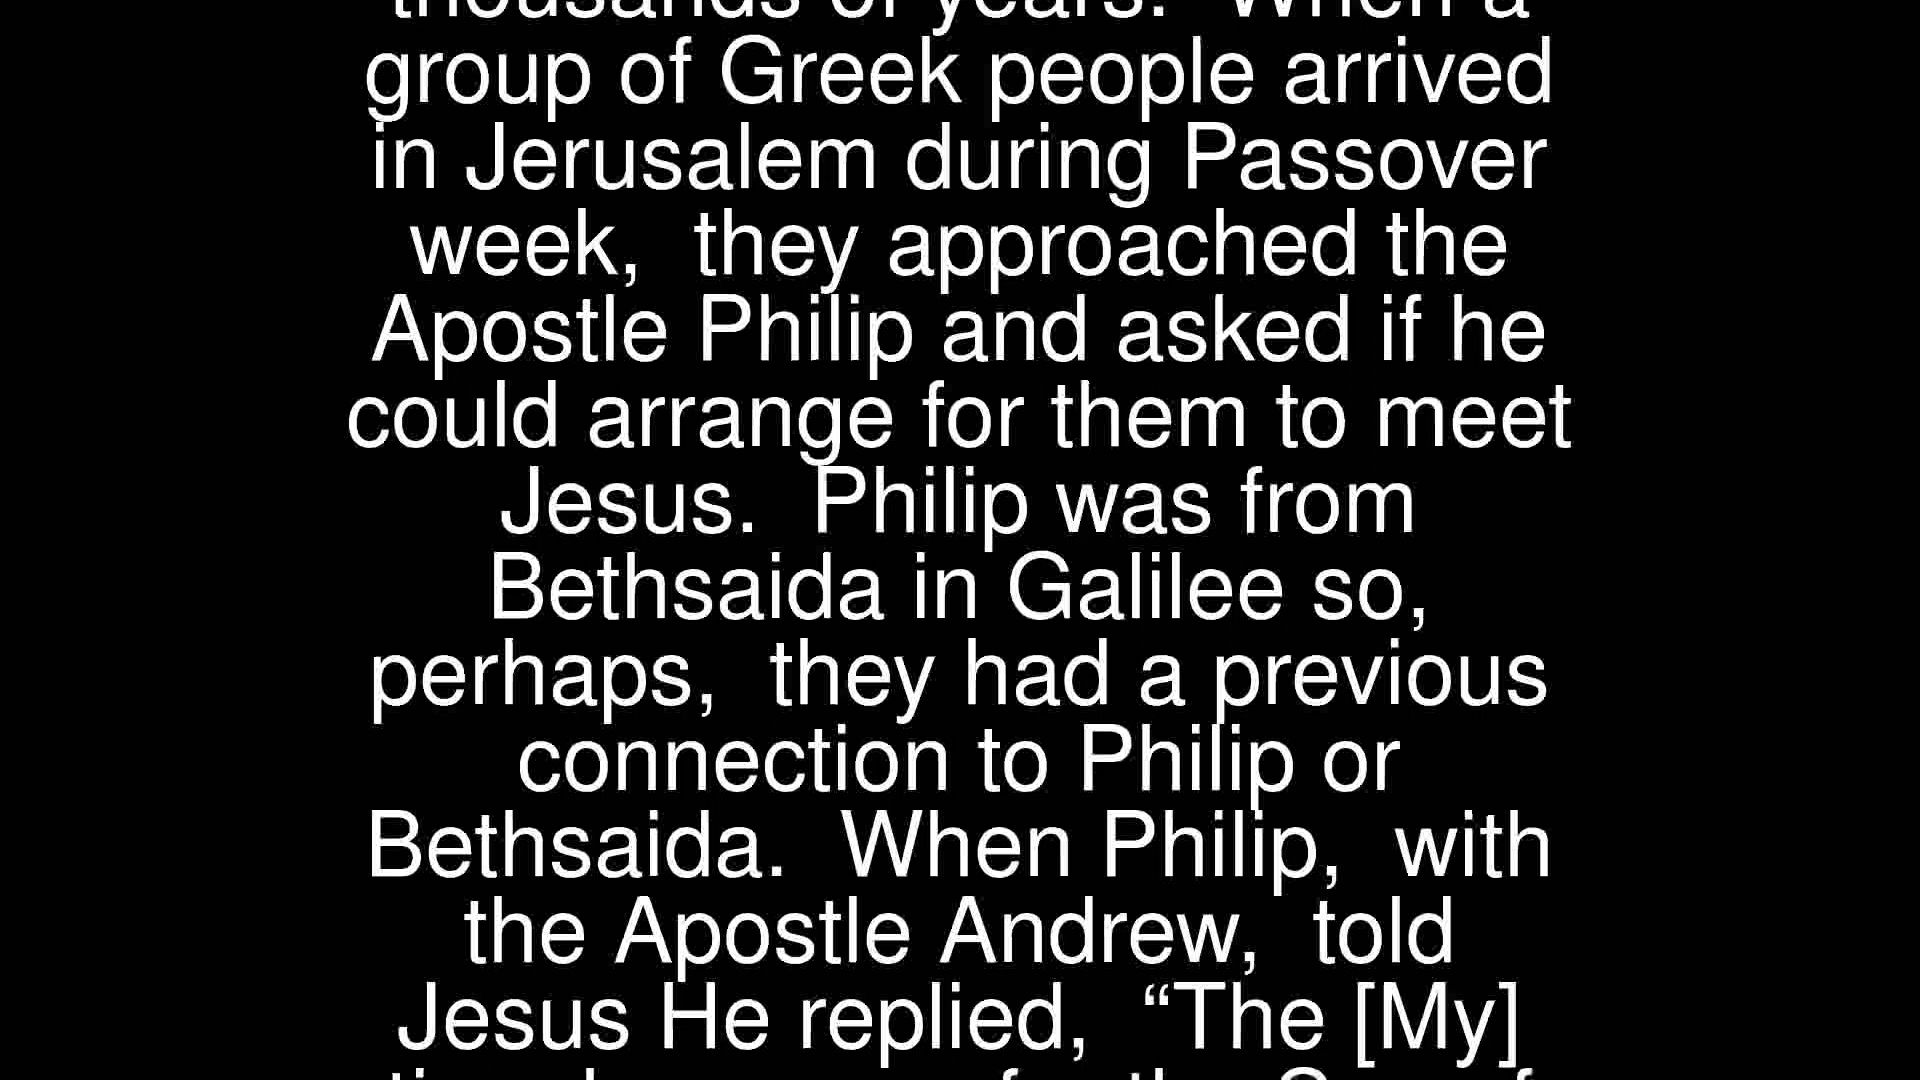 thousands of years. When a
group of Greek people arrived
in Jerusalem during Passover
week, they approached the
Apostle Philip and asked if he
could arrange for them to meet
Jesus. Philip was from
Bethsaida in Galilee so,
perhaps, they had a previous
connection to Philip or
Bethsaida. When Philip, with
the Apostle Andrew, told
Jesus He replied, “The [My]